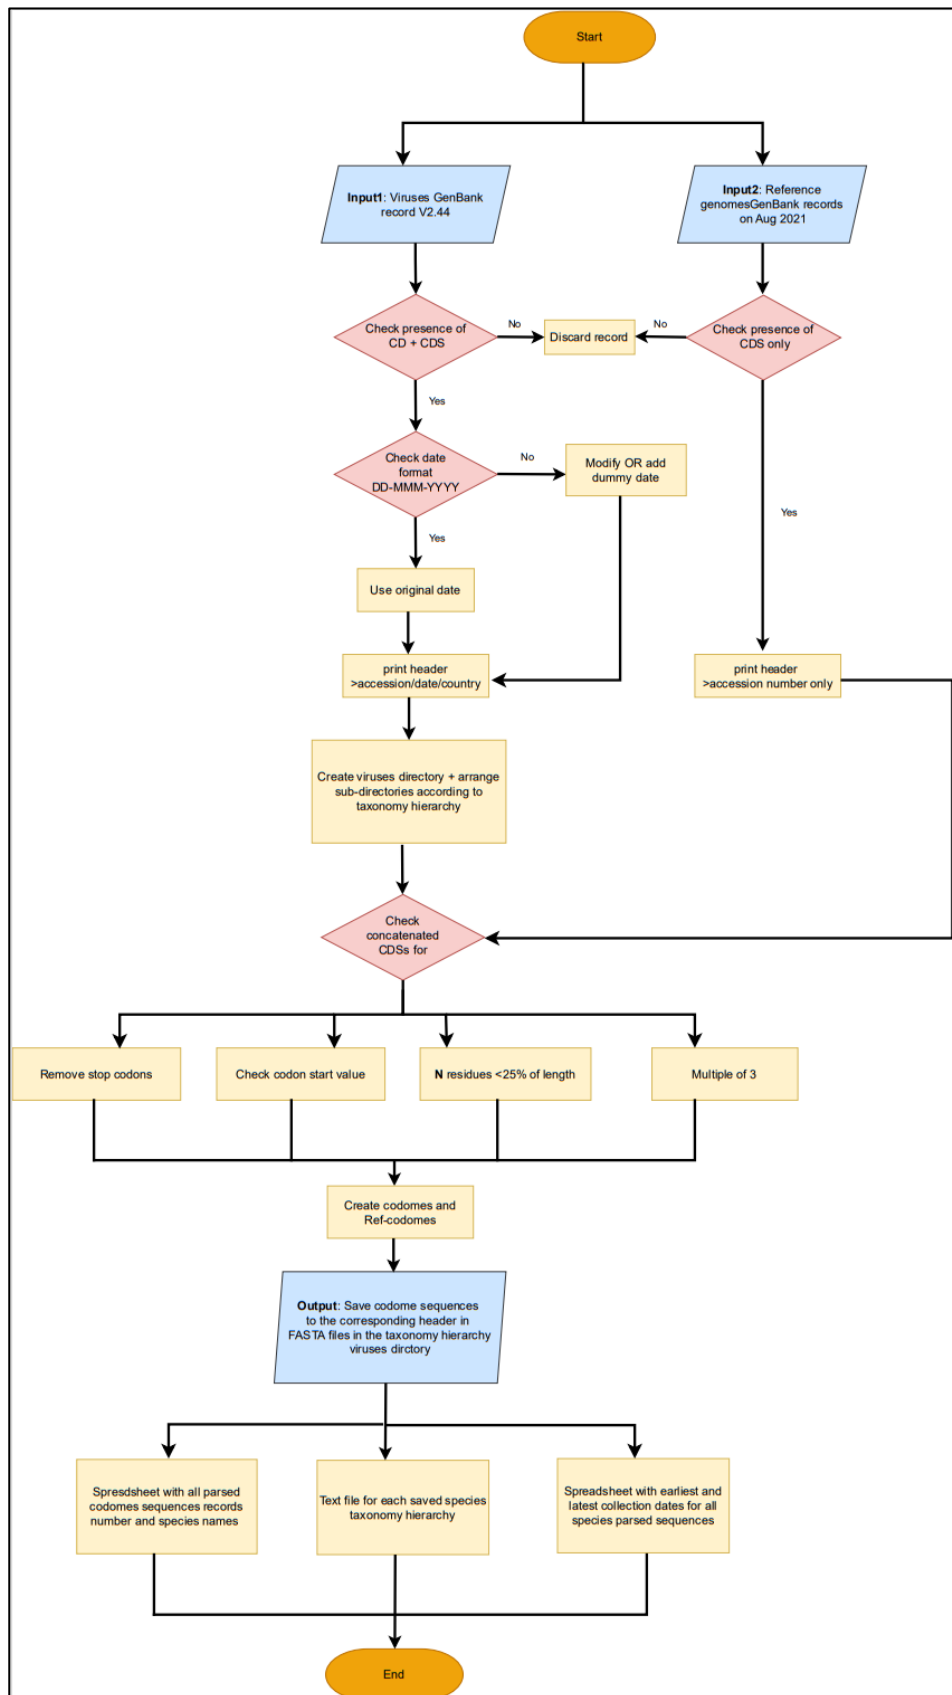 Start
Input1: Viruses GenBank
record V2.44
Input2: Reference
genomesGenBank records
on Aug 2021
Check presence of
CD + CDS
No
Discard record
No
Check presence of
CDS only
Yes
Check date
format
DD-MMM-YYYY
No
Modify OR add
dummy date
Yes
Yes
Use original date
print header
>accession/date/country
print header
>accession number only
Create viruses directory + arrange
sub-directories according to
taxonomy hierarchy
Check
concatenated
CDSs for
Remove stop codons
Check codon start value
N residues <25% of length
Multiple of 3
Create codomes and
Ref-codomes
Output: Save codome sequences
to the corresponding header in
FASTA files in the taxonomy hierarchy
viruses dirctory
Spresdsheet with all parsed
codomes sequences records
number and species names
Text file for each saved species
taxonomy hierarchy
Spreadsheet with earliest and
latest collection dates for all
species parsed sequences
End